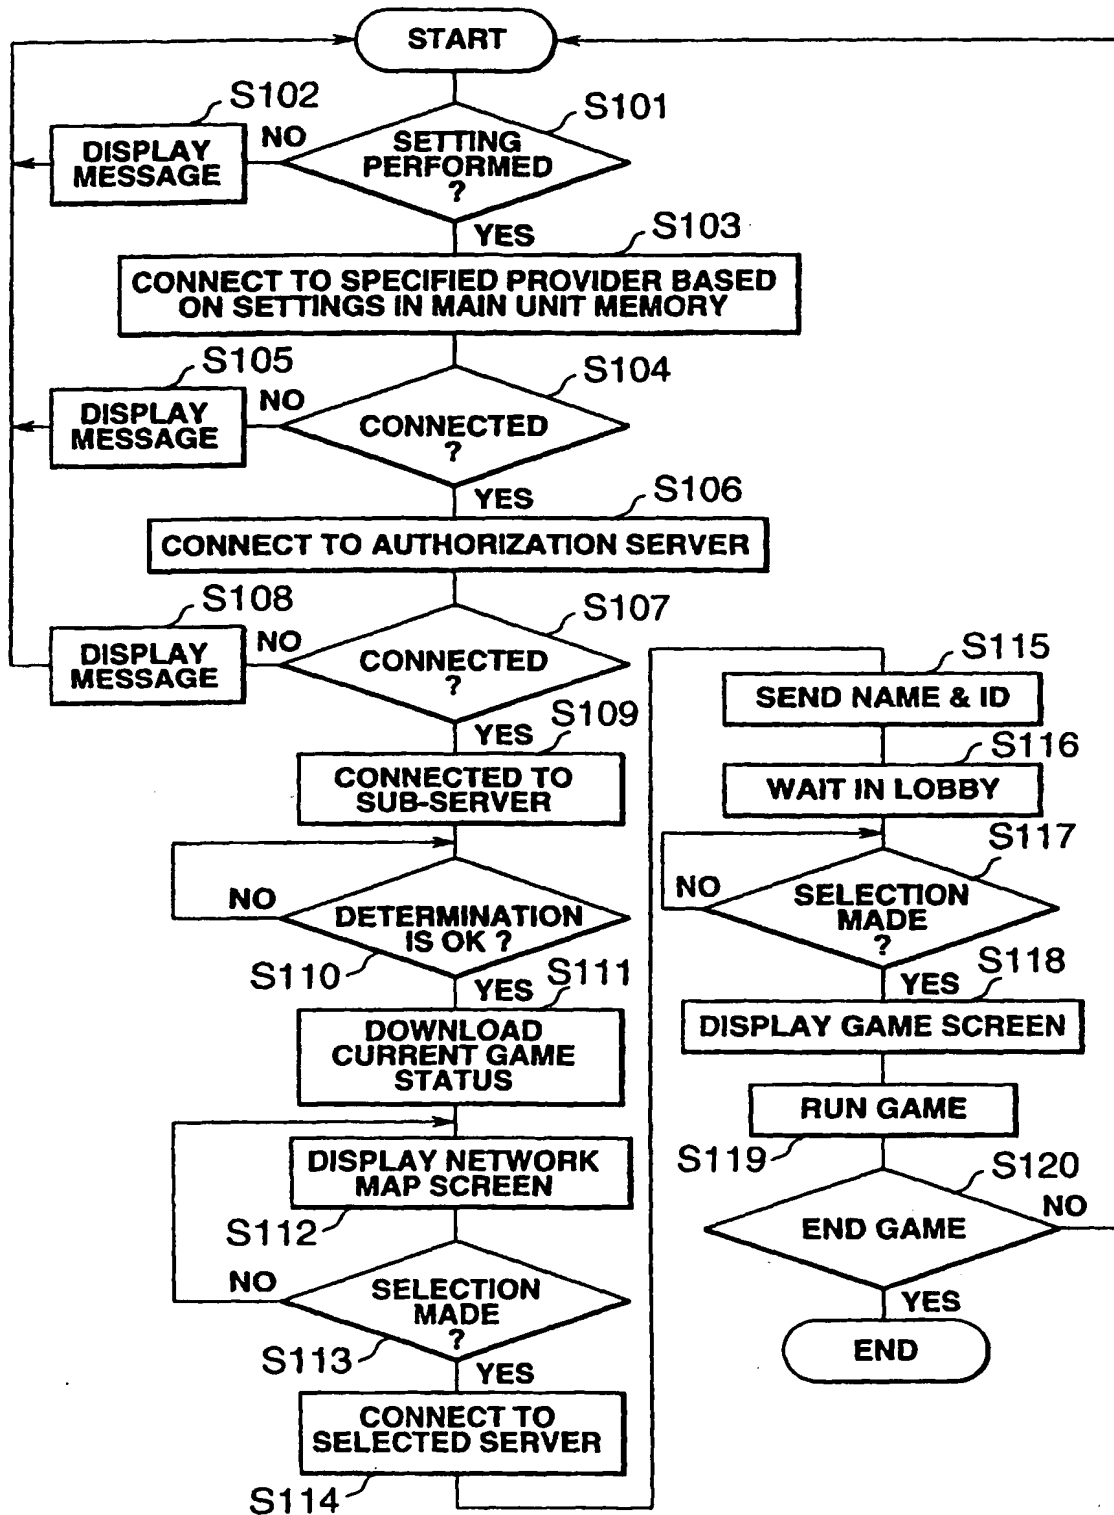 START
S102
S101
NO
DISPLAY
MESSAGE
SETTING
PERFORMED
?
YES
S103
CONNECT TO SPECIFIED PROVIDER BASED
ON SETTINGS IN MAIN UNIT MEMORY
S105
S104
NO
DISPLAY
MESSAGE
CONNECTED
?
YES
S106
CONNECT TO AUTHORIZATION SERVER
S108
S107
NO
DISPLAY
MESSAGE
CONNECTED
?
YES
S109
CONNECTED TO
SUB-SERVER
NO
DETERMINATION
IS OK ?
S110
YES
S111
DOWNLOAD
CURRENT GAME
STATUS
DISPLAY NETWORK
MAP SCREEN
S112
NO
SELECTION
MADE
?
S113
YES
CONNECT TO
SELECTED SERVER
S114
S115
SEND NAME & ID
S116
WAIT IN LOBBY
S117
NO
SELECTION
MADE
?
YES
S118
DISPLAY GAME SCREEN
RUN GAME
S119
S120
END GAME
NO
YES
END